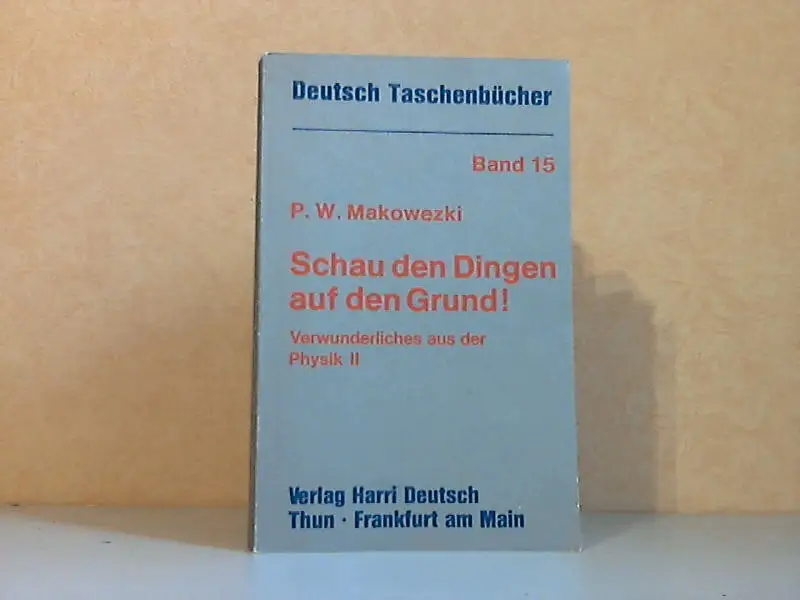 Deutsch Taschenbücher
Band 15
P. W. Makowezki
Schau den Dingen
auf den Grund!
Verwunderliches aus der
Physik II
Verlag Harri Deutsch
Thun · Frankfurt am Main